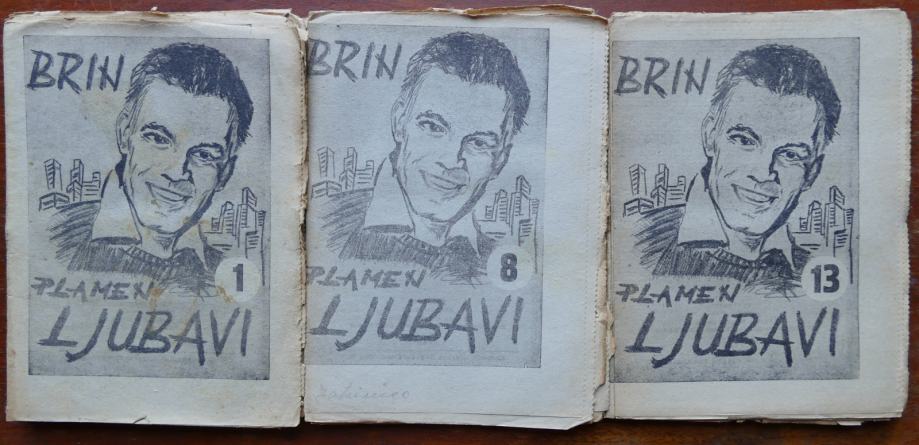 BRIN
1
PLAMEN
LJUBAVI
BRIN
8
PLAMEN
LJUBAVI
BRIN
13
PLAMEN
LJUBAVI